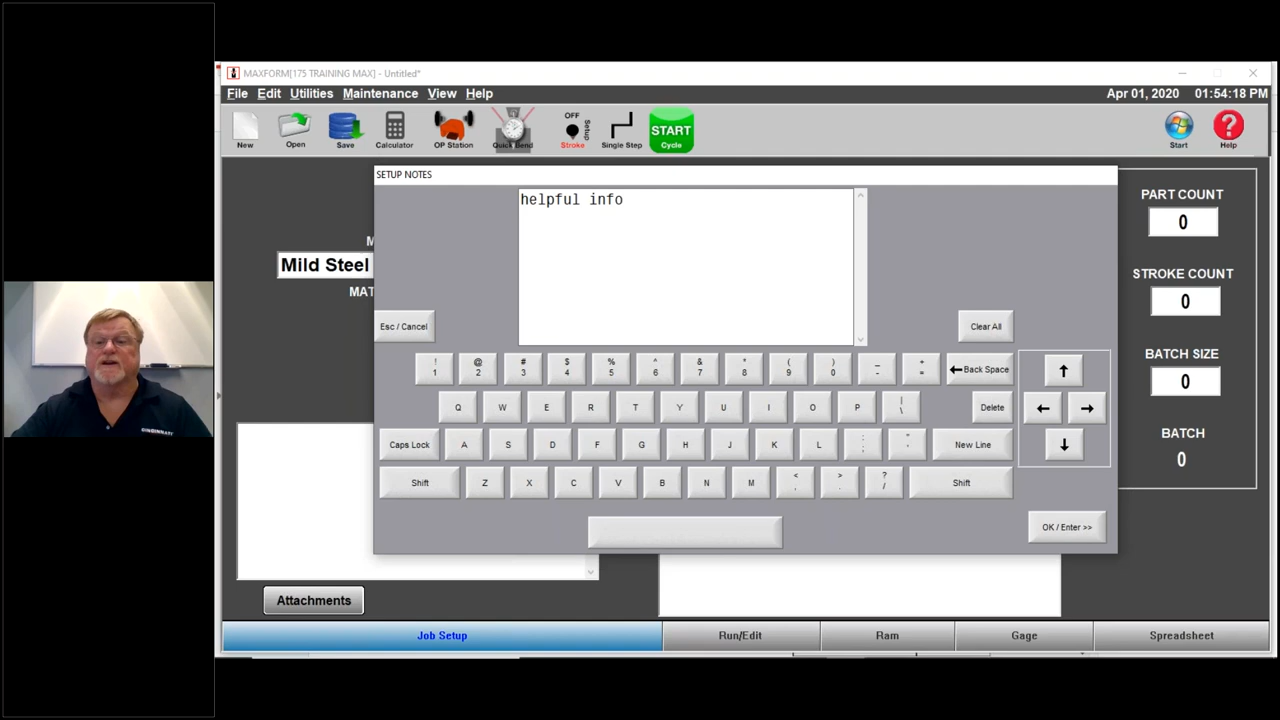 MAXFORM[175 TRAINING MAX] - Untitled*
File Edit Utilities Maintenance View Help
Apr 01, 2020 01:54:18 PM
New
Open
Save
Calculator
OP Station
Quick Bend
OFF
Setup
Stroke
Single Step
START
Cycle
Start
?
Help
SETUP NOTES
helpful info
M
Mild Steel
MAT
Esc / Cancel
Clear All
! 1
@ 2
# 3
$ 4
% 5
^ 6
& 7
* 8
( 9
) 0
_ -
+ =
Back Space
Q W E R T Y U I O P | \ Delete
Caps Lock A S D F G H J K L : ; " ' New Line
Shift Z X C V B N M < , > . ? / Shift
OK / Enter >>
PART COUNT
0
STROKE COUNT
0
BATCH SIZE
0
BATCH
0
Attachments
Job Setup
Run/Edit
Ram
Gage
Spreadsheet
CINCINNATI